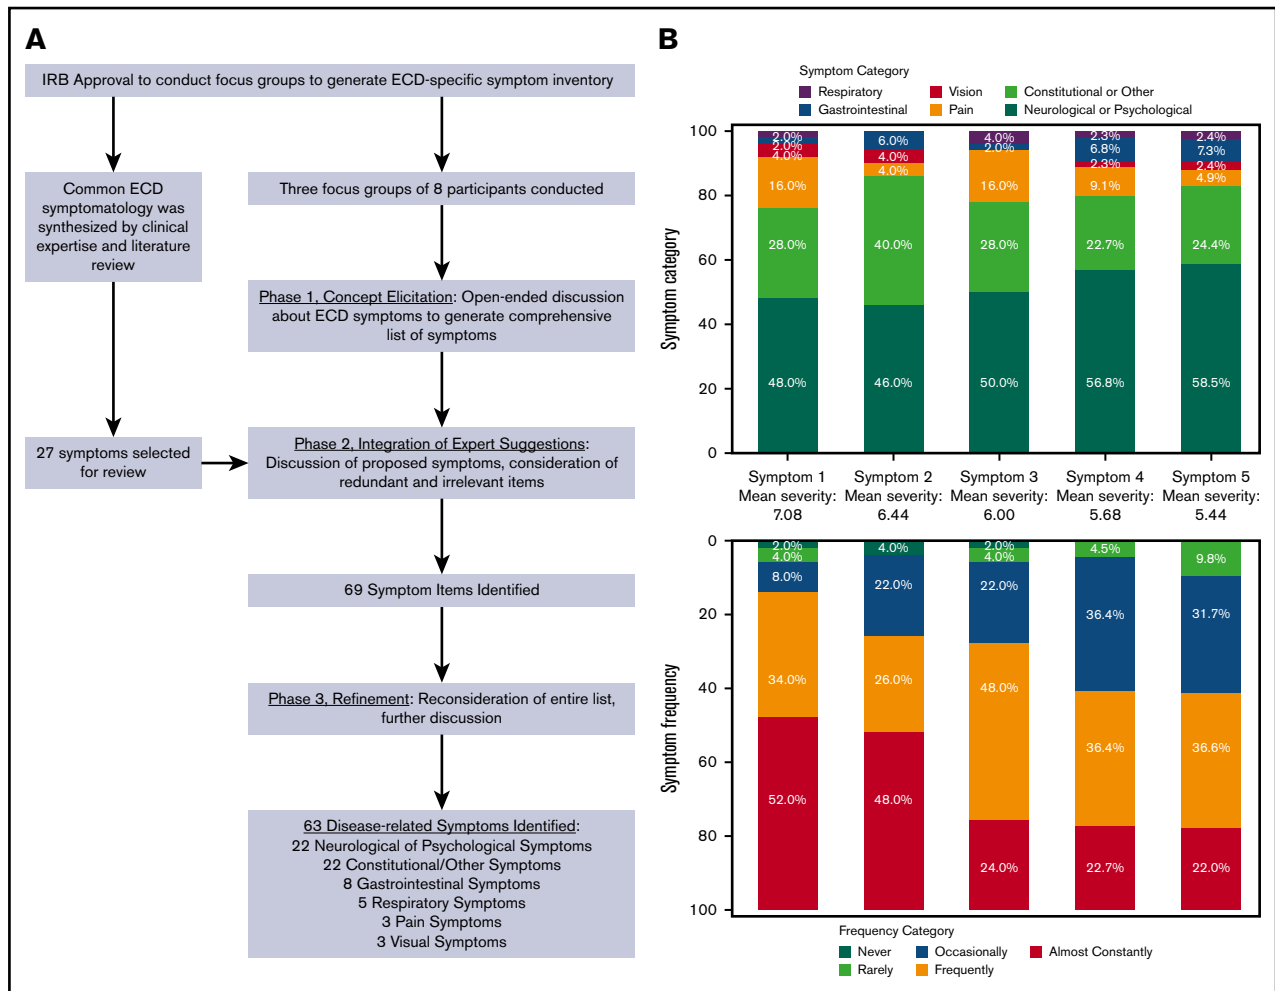 A
IRB Approval to conduct focus groups to generate ECD-specific symptom inventory
Common ECD
symptomatology was
synthesized by clinical
expertise and literature
review
Three focus groups of 8 participants conducted
Phase 1, Concept Elicitation: Open-ended discussion
about ECD symptoms to generate comprehensive
list of symptoms
27 symptoms selected
for review
Phase 2, Integration of Expert Suggestions:
Discussion of proposed symptoms, consideration of
redundant and irrelevant items
69 Symptom Items Identified
Phase 3, Refinement: Reconsideration of entire list,
further discussion
63 Disease-related Symptoms Identified:
22 Neurological of Psychological Symptoms
22 Constitutional/Other Symptoms
8 Gastrointestinal Symptoms
5 Respiratory Symptoms
3 Pain Symptoms
3 Visual Symptoms
B
Symptom Category
Respiratory
Vision
Constitutional or Other
Gastrointestinal
Pain
Neurological or Psychological
Symptom category
100
80
60
40
20
0
2.0%
2.0%
4.0%
16.0%
28.0%
48.0%
6.0%
4.0%
4.0%
40.0%
46.0%
4.0%
2.0%
16.0%
28.0%
50.0%
2.3%
6.8%
2.3%
9.1%
22.7%
56.8%
2.4%
7.3%
2.4%
4.9%
24.4%
58.5%
Symptom 1
Mean severity:
7.08
Symptom 2
Mean severity:
6.44
Symptom 3
Mean severity:
6.00
Symptom 4
Mean severity:
5.68
Symptom 5
Mean severity:
5.44
Symptom frequency
0
20
40
60
80
100
2.0%
4.0%
8.0%
34.0%
52.0%
4.0%
22.0%
26.0%
48.0%
2.0%
4.0%
22.0%
48.0%
24.0%
4.5%
36.4%
36.4%
22.7%
9.8%
31.7%
36.6%
22.0%
Frequency Category
Never
Occasionally
Almost Constantly
Rarely
Frequently